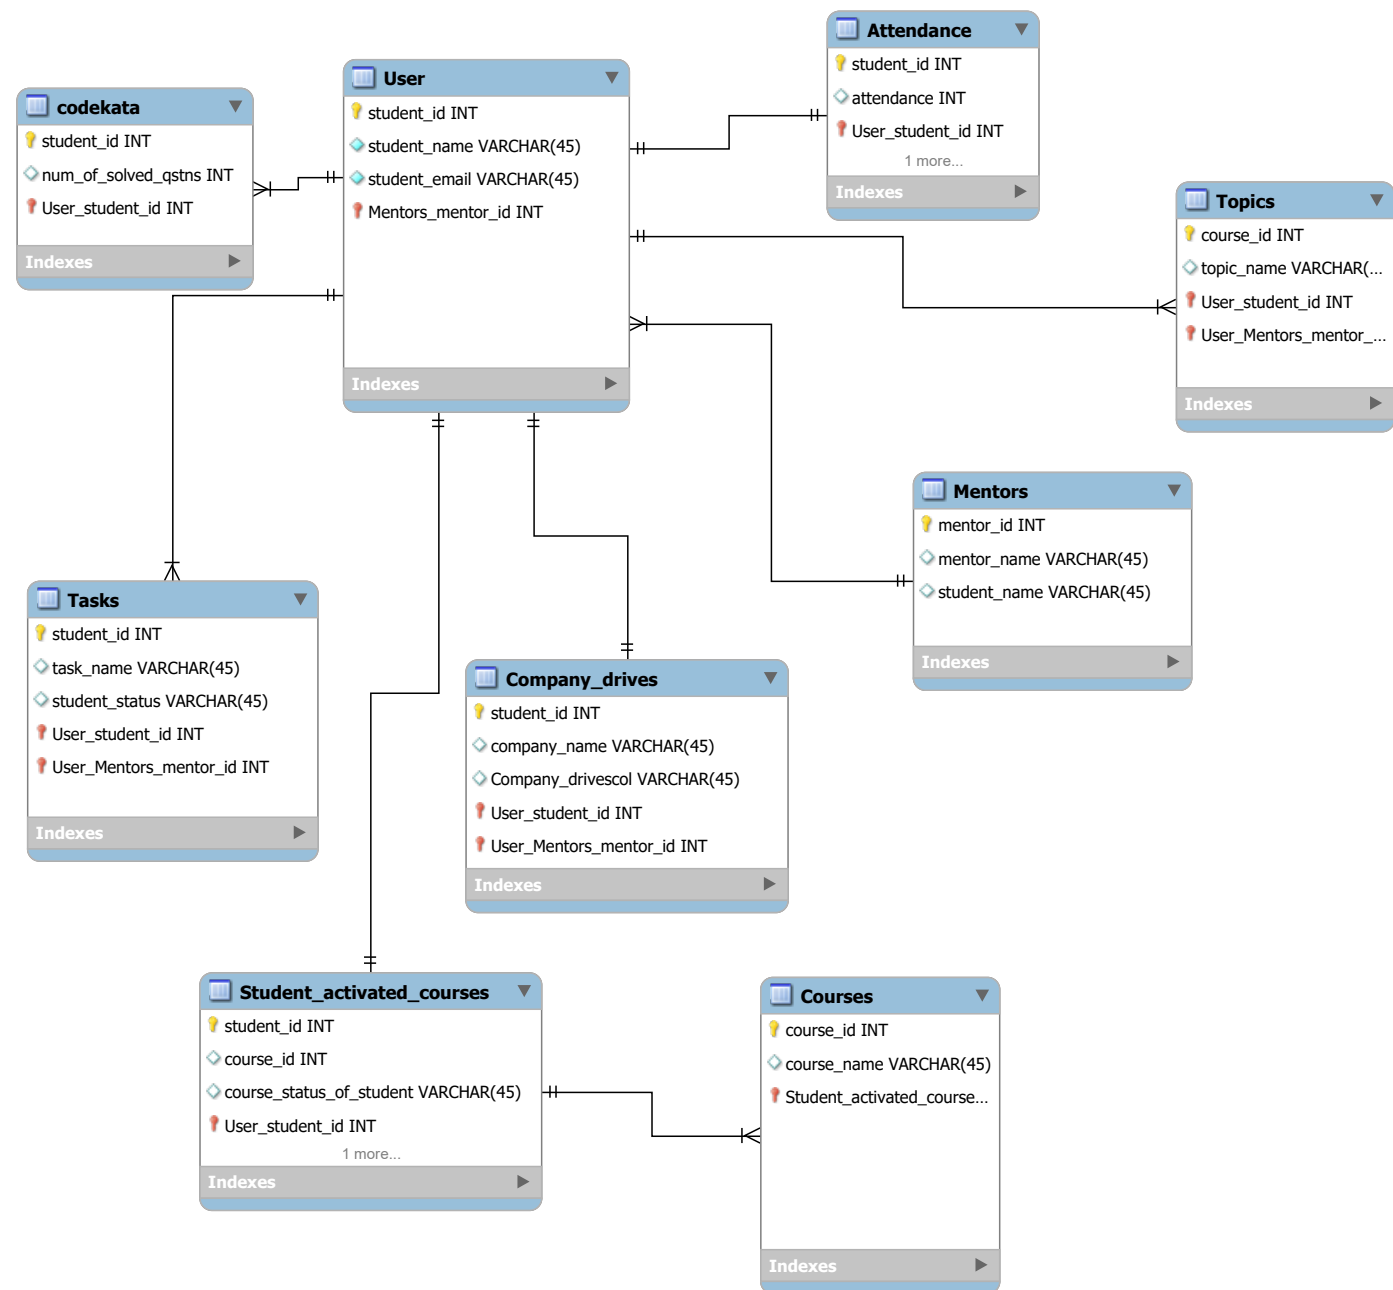 Attendance
student_id INT
attendance INT
User_student_id INT
1 more...
Indexes
User
student_id INT
student_name VARCHAR(45)
student_email VARCHAR(45)
Mentors_mentor_id INT
Indexes
codekata
student_id INT
num_of_solved_qstns INT
User_student_id INT
Indexes
Topics
course_id INT
topic_name VARCHAR(...
User_student_id INT
User_Mentors_mentor_...
Indexes
Mentors
mentor_id INT
mentor_name VARCHAR(45)
student_name VARCHAR(45)
Indexes
Tasks
student_id INT
task_name VARCHAR(45)
student_status VARCHAR(45)
User_student_id INT
User_Mentors_mentor_id INT
Indexes
Company_drives
student_id INT
company_name VARCHAR(45)
Company_drivescol VARCHAR(45)
User_student_id INT
User_Mentors_mentor_id INT
Indexes
Student_activated_courses
student_id INT
course_id INT
course_status_of_student VARCHAR(45)
User_student_id INT
1 more...
Indexes
Courses
course_id INT
course_name VARCHAR(45)
Student_activated_course...
Indexes